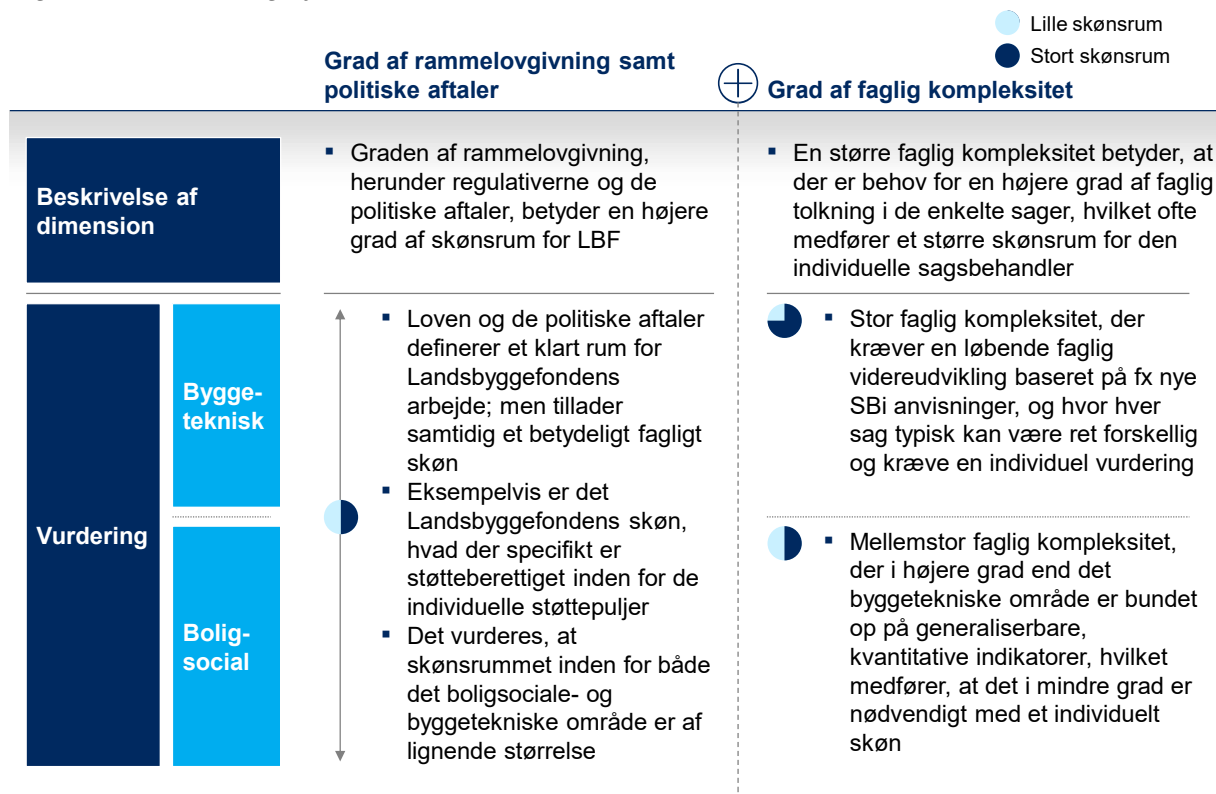 Lille skønsrum
Stort skønsrum
Grad af rammelovgivning samt
politiske aftaler
Grad af faglig kompleksitet
Beskrivelse af
dimension
▪ Graden af rammelovgivning,
herunder regulativerne og de
politiske aftaler, betyder en højere
grad af skønsrum for LBF
▪ En større faglig kompleksitet betyder, at
der er behov for en højere grad af faglig
tolkning i de enkelte sager, hvilket ofte
medfører et større skønsrum for den
individuelle sagsbehandler
Vurdering
Bygge-
teknisk
Bolig-
social
▪ Loven og de politiske aftaler
definerer et klart rum for
Landsbyggefondens
arbejde; men tillader
samtidig et betydeligt fagligt
skøn
▪ Eksempelvis er det
Landsbyggefondens skøn,
hvad der specifikt er
støtteberettiget inden for de
individuelle støttepuljer
▪ Det vurderes, at
skønsrummet inden for både
det boligsociale- og
byggetekniske område er af
lignende størrelse
▪ Stor faglig kompleksitet, der
kræver en løbende faglig
videreudvikling baseret på fx nye
SBi anvisninger, og hvor hver
sag typisk kan være ret forskellig
og kræve en individuel vurdering
▪ Mellemstor faglig kompleksitet,
der i højere grad end det
byggetekniske område er bundet
op på generaliserbare,
kvantitative indikatorer, hvilket
medfører, at det i mindre grad er
nødvendigt med et individuelt
skøn